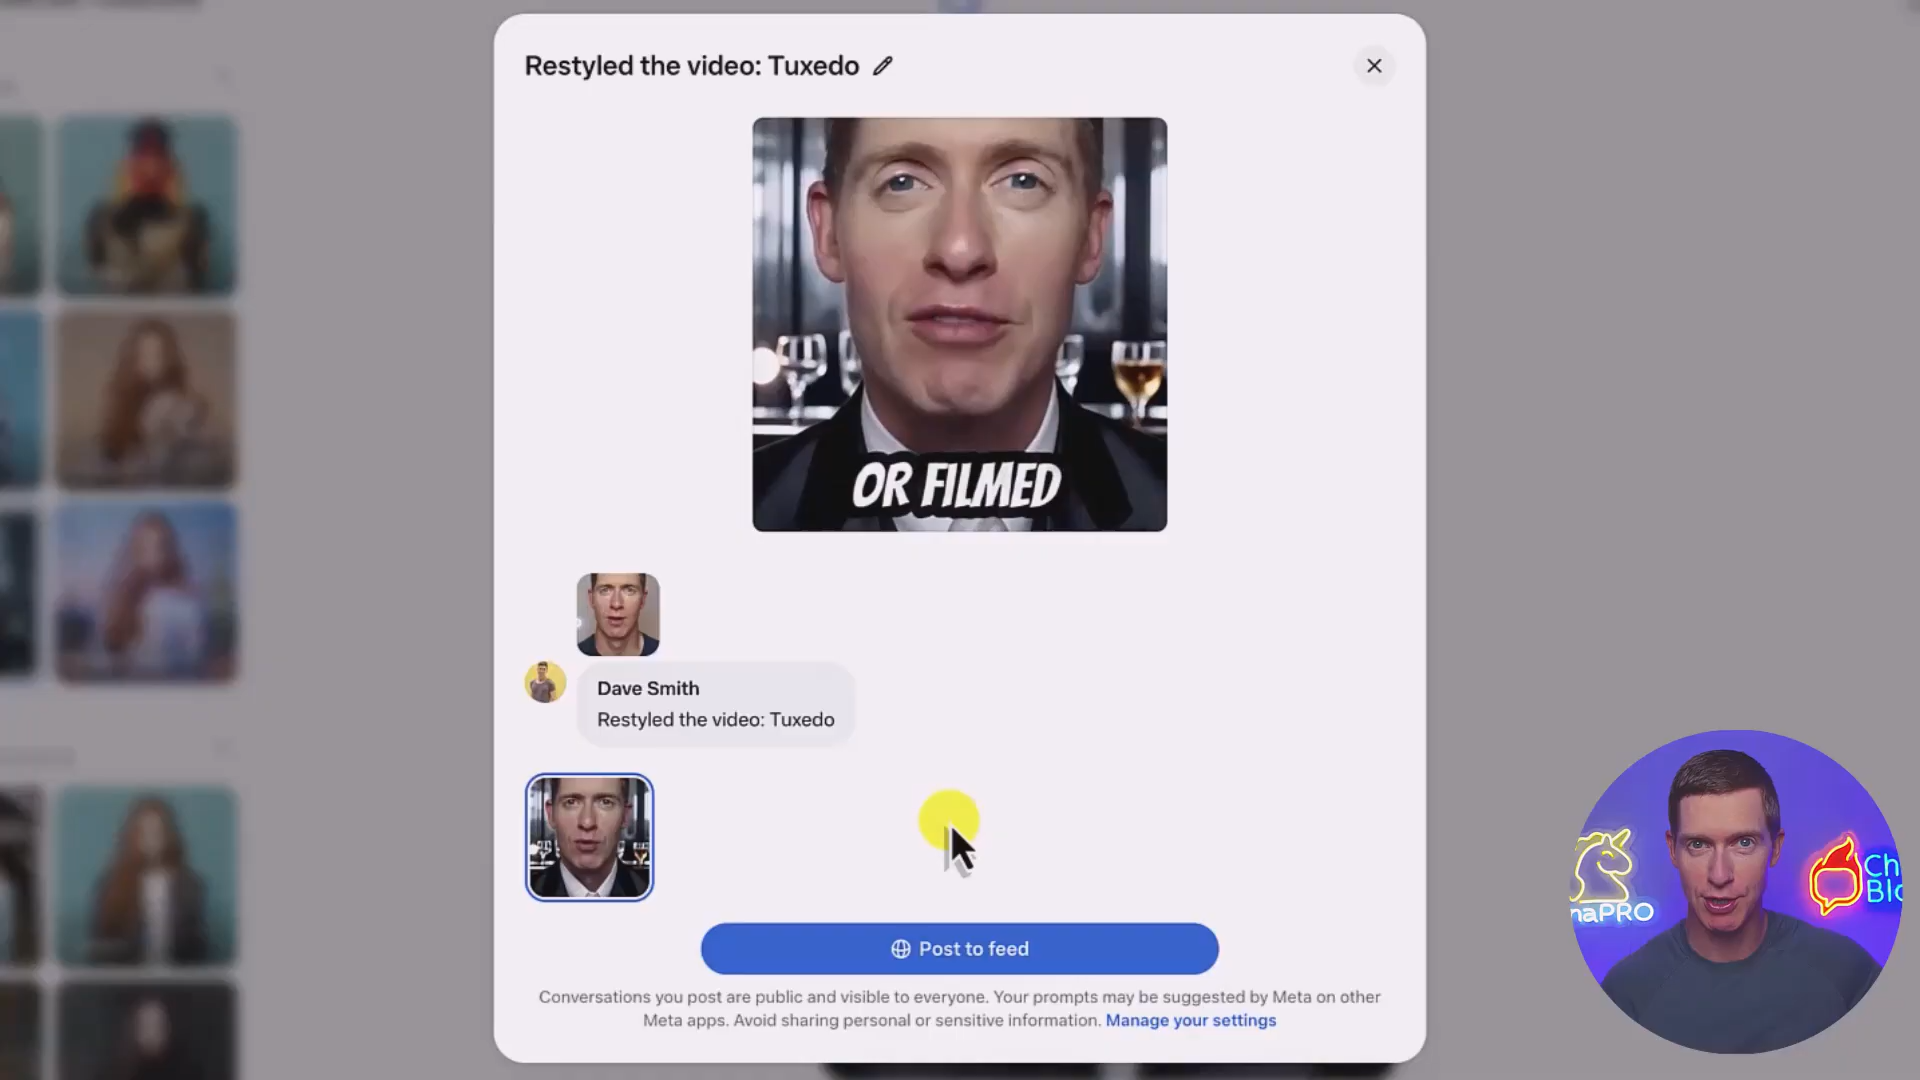 Restyled the video: Tuxedo
OR FILMED
Dave Smith
Restyled the video: Tuxedo
naPRO
Ch
Blo
Post to feed
Conversations you post are public and visible to everyone. Your prompts may be suggested by Meta on other
Meta apps. Avoid sharing personal or sensitive information. Manage your settings